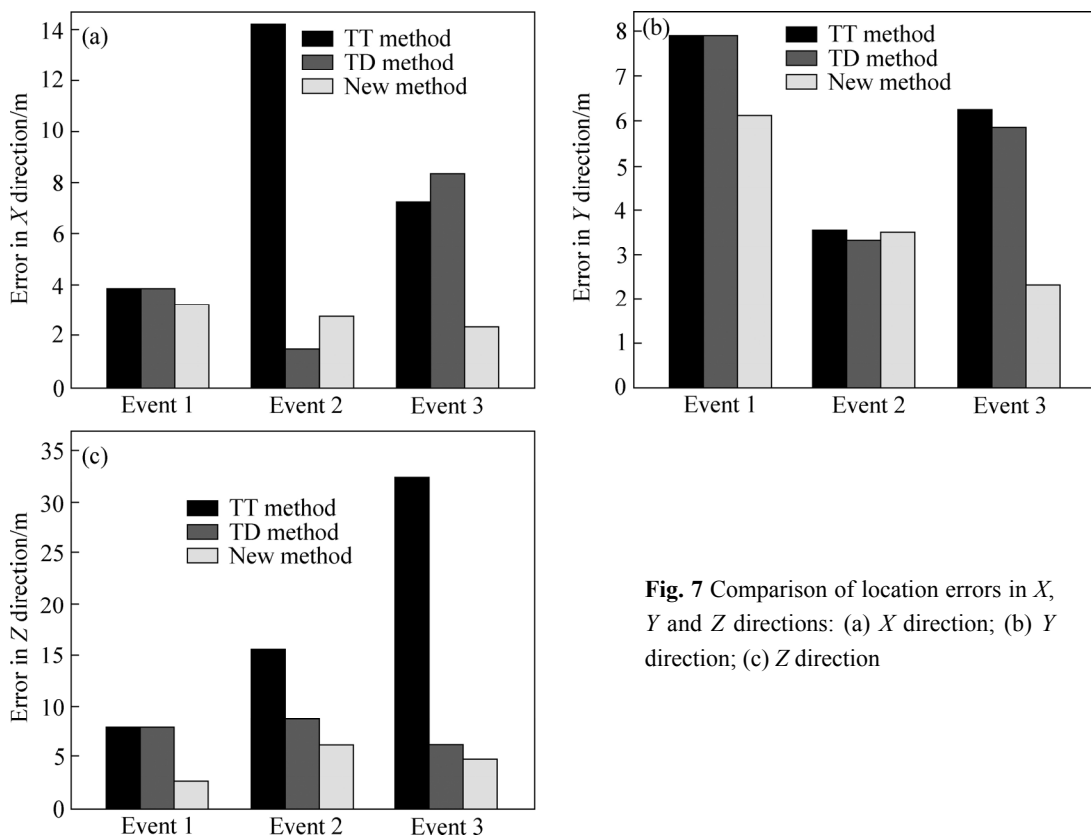 (a)
TT method
TD method
New method
14
12
10
8
6
4
2
0
Error in X direction/m
Event 1 Event 2 Event 3
(b)
TT method
TD method
New method
8
7
6
5
4
3
2
1
0
Error in Y direction/m
Event 1 Event 2 Event 3
(c)
TT method
TD method
New method
35
30
25
20
15
10
5
0
Error in Z direction/m
Event 1 Event 2 Event 3
Fig. 7 Comparison of location errors in X,
Y and Z directions: (a) X direction; (b) Y
direction; (c) Z direction